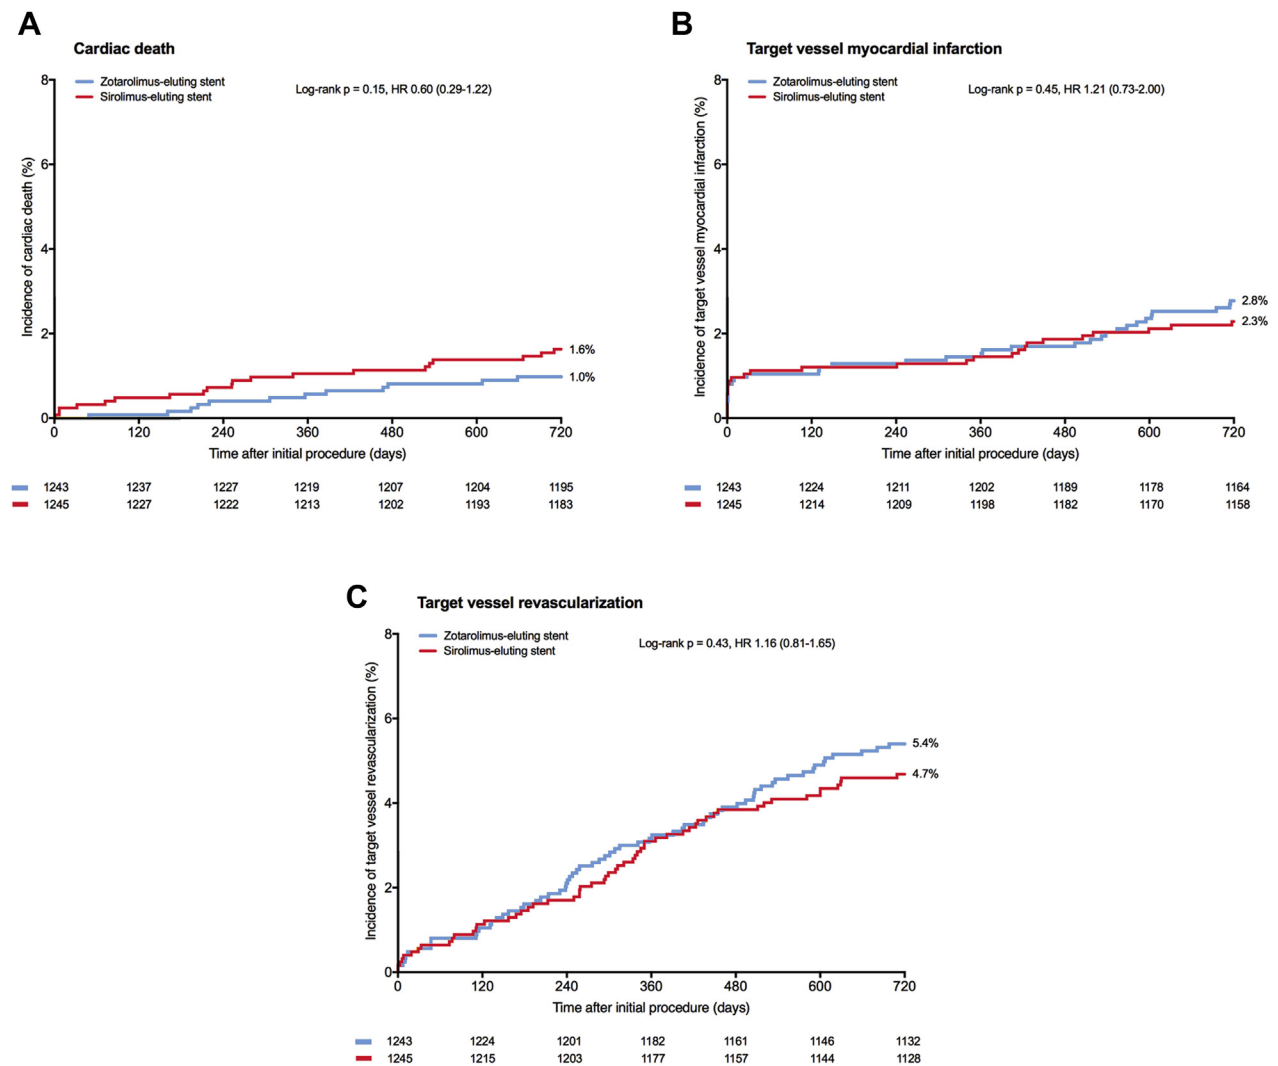 A
Cardiac death
Zotarolimus-eluting stent
Sirolimus-eluting stent
Log-rank p = 0.15, HR 0.60 (0.29-1.22)
Incidence of cardiac death (%)
8
6
4
2
0
1.6%
1.0%
0 120 240 360 480 600 720
Time after initial procedure (days)
1243 1237 1227 1219 1207 1204 1195
1245 1227 1222 1213 1202 1193 1183
B
Target vessel myocardial infarction
Zotarolimus-eluting stent
Sirolimus-eluting stent
Log-rank p = 0.45, HR 1.21 (0.73-2.00)
Incidence of target vessel myocardial infarction (%)
8
6
4
2
0
2.8%
2.3%
0 120 240 360 480 600 720
Time after initial procedure (days)
1243 1224 1211 1202 1189 1178 1164
1245 1214 1209 1198 1182 1170 1158
C
Target vessel revascularization
Zotarolimus-eluting stent
Sirolimus-eluting stent
Log-rank p = 0.43, HR 1.16 (0.81-1.65)
Incidence of target vessel revascularization (%)
8
6
4
2
0
5.4%
4.7%
0 120 240 360 480 600 720
Time after initial procedure (days)
1243 1224 1201 1182 1161 1146 1132
1245 1215 1203 1177 1157 1144 1128